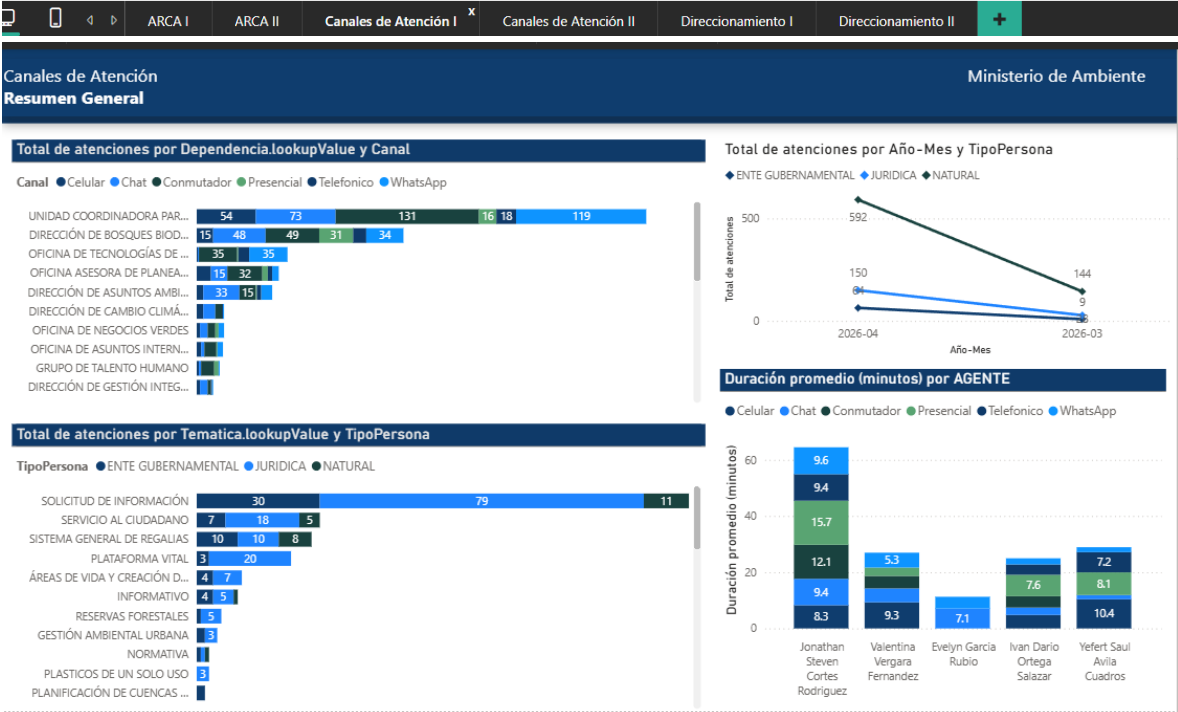 ARCA I ARCA II Canales de Atención I x Canales de Atención II Direccionamiento I Direccionamiento II +
Canales de Atención
Resumen General
Ministerio de Ambiente
Total de atenciones por Dependencia.lookupValue y Canal
Canal Celular Chat Conmutador Presencial Telefonico WhatsApp
UNIDAD COORDINADORA PAR... 54 73 131 16 18 119
DIRECCIÓN DE BOSQUES BIOD... 15 48 49 31 34
OFICINA DE TECNOLOGÍAS DE ... 35 35
OFICINA ASESORA DE PLANEA... 15 32
DIRECCIÓN DE ASUNTOS AMBI... 33 15
DIRECCIÓN DE CAMBIO CLIMÁ...
OFICINA DE NEGOCIOS VERDES
OFICINA DE ASUNTOS INTERN...
GRUPO DE TALENTO HUMANO
DIRECCIÓN DE GESTIÓN INTEG...
Total de atenciones por Tematica.lookupValue y TipoPersona
TipoPersona ENTE GUBERNAMENTAL JURIDICA NATURAL
SOLICITUD DE INFORMACIÓN 30 79 11
SERVICIO AL CIUDADANO 7 18 5
SISTEMA GENERAL DE REGALIAS 10 10 8
PLATAFORMA VITAL 3 20
ÁREAS DE VIDA Y CREACIÓN D... 4 7
INFORMATIVO 4 5
RESERVAS FORESTALES 5
GESTIÓN AMBIENTAL URBANA 3
NORMATIVA
PLASTICOS DE UN SOLO USO 3
PLANIFICACIÓN DE CUENCAS ...
Total de atenciones por Año-Mes y TipoPersona
ENTE GUBERNAMENTAL JURIDICA NATURAL
Total de atenciones
500
592
150
144
61
9
0
2026-04 2026-03
Año-Mes
Duración promedio (minutos) por AGENTE
Celular Chat Conmutador Presencial Telefonico WhatsApp
Duración promedio (minutos)
60
40
20
0
9.6
9.4
15.7
12.1
9.4
8.3
5.3
9.3
7.1
7.6
7.2
8.1
10.4
Jonathan Steven Cortes Rodriguez
Valentina Vergara Fernandez
Evelyn Garcia Rubio
Ivan Dario Ortega Salazar
Yefert Saul Avila Cuadros